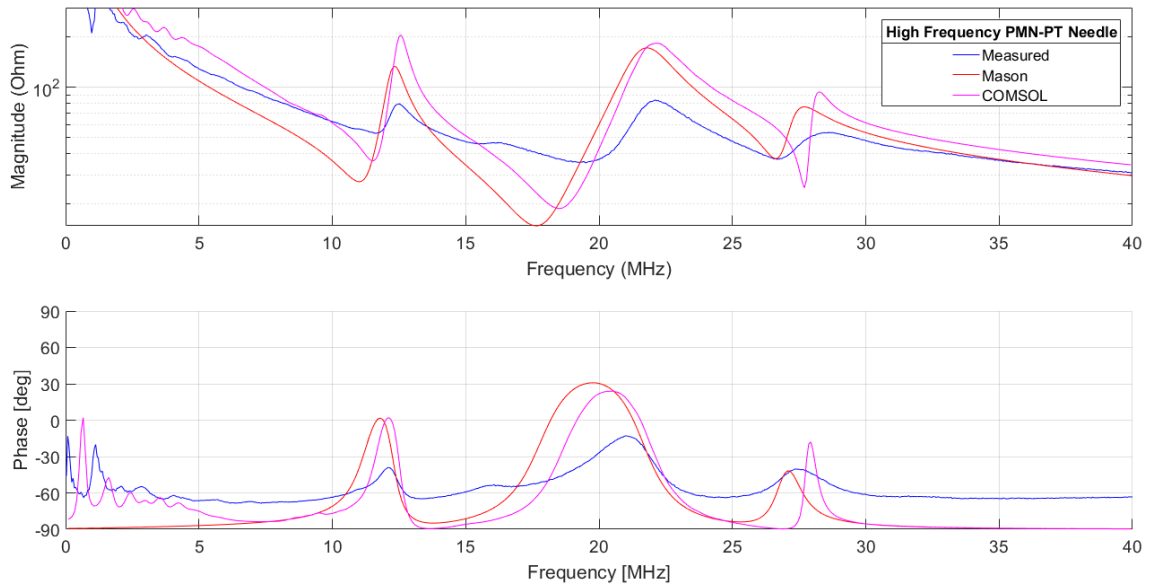 High Frequency PMN-PT Needle
Measured
Mason
COMSOL
Magnitude (Ohm)
10²
0 5 10 15 20 25 30 35 40
Frequency (MHz)
Phase [deg]
90
60
30
0
-30
-60
-90
0 5 10 15 20 25 30 35 40
Frequency [MHz]